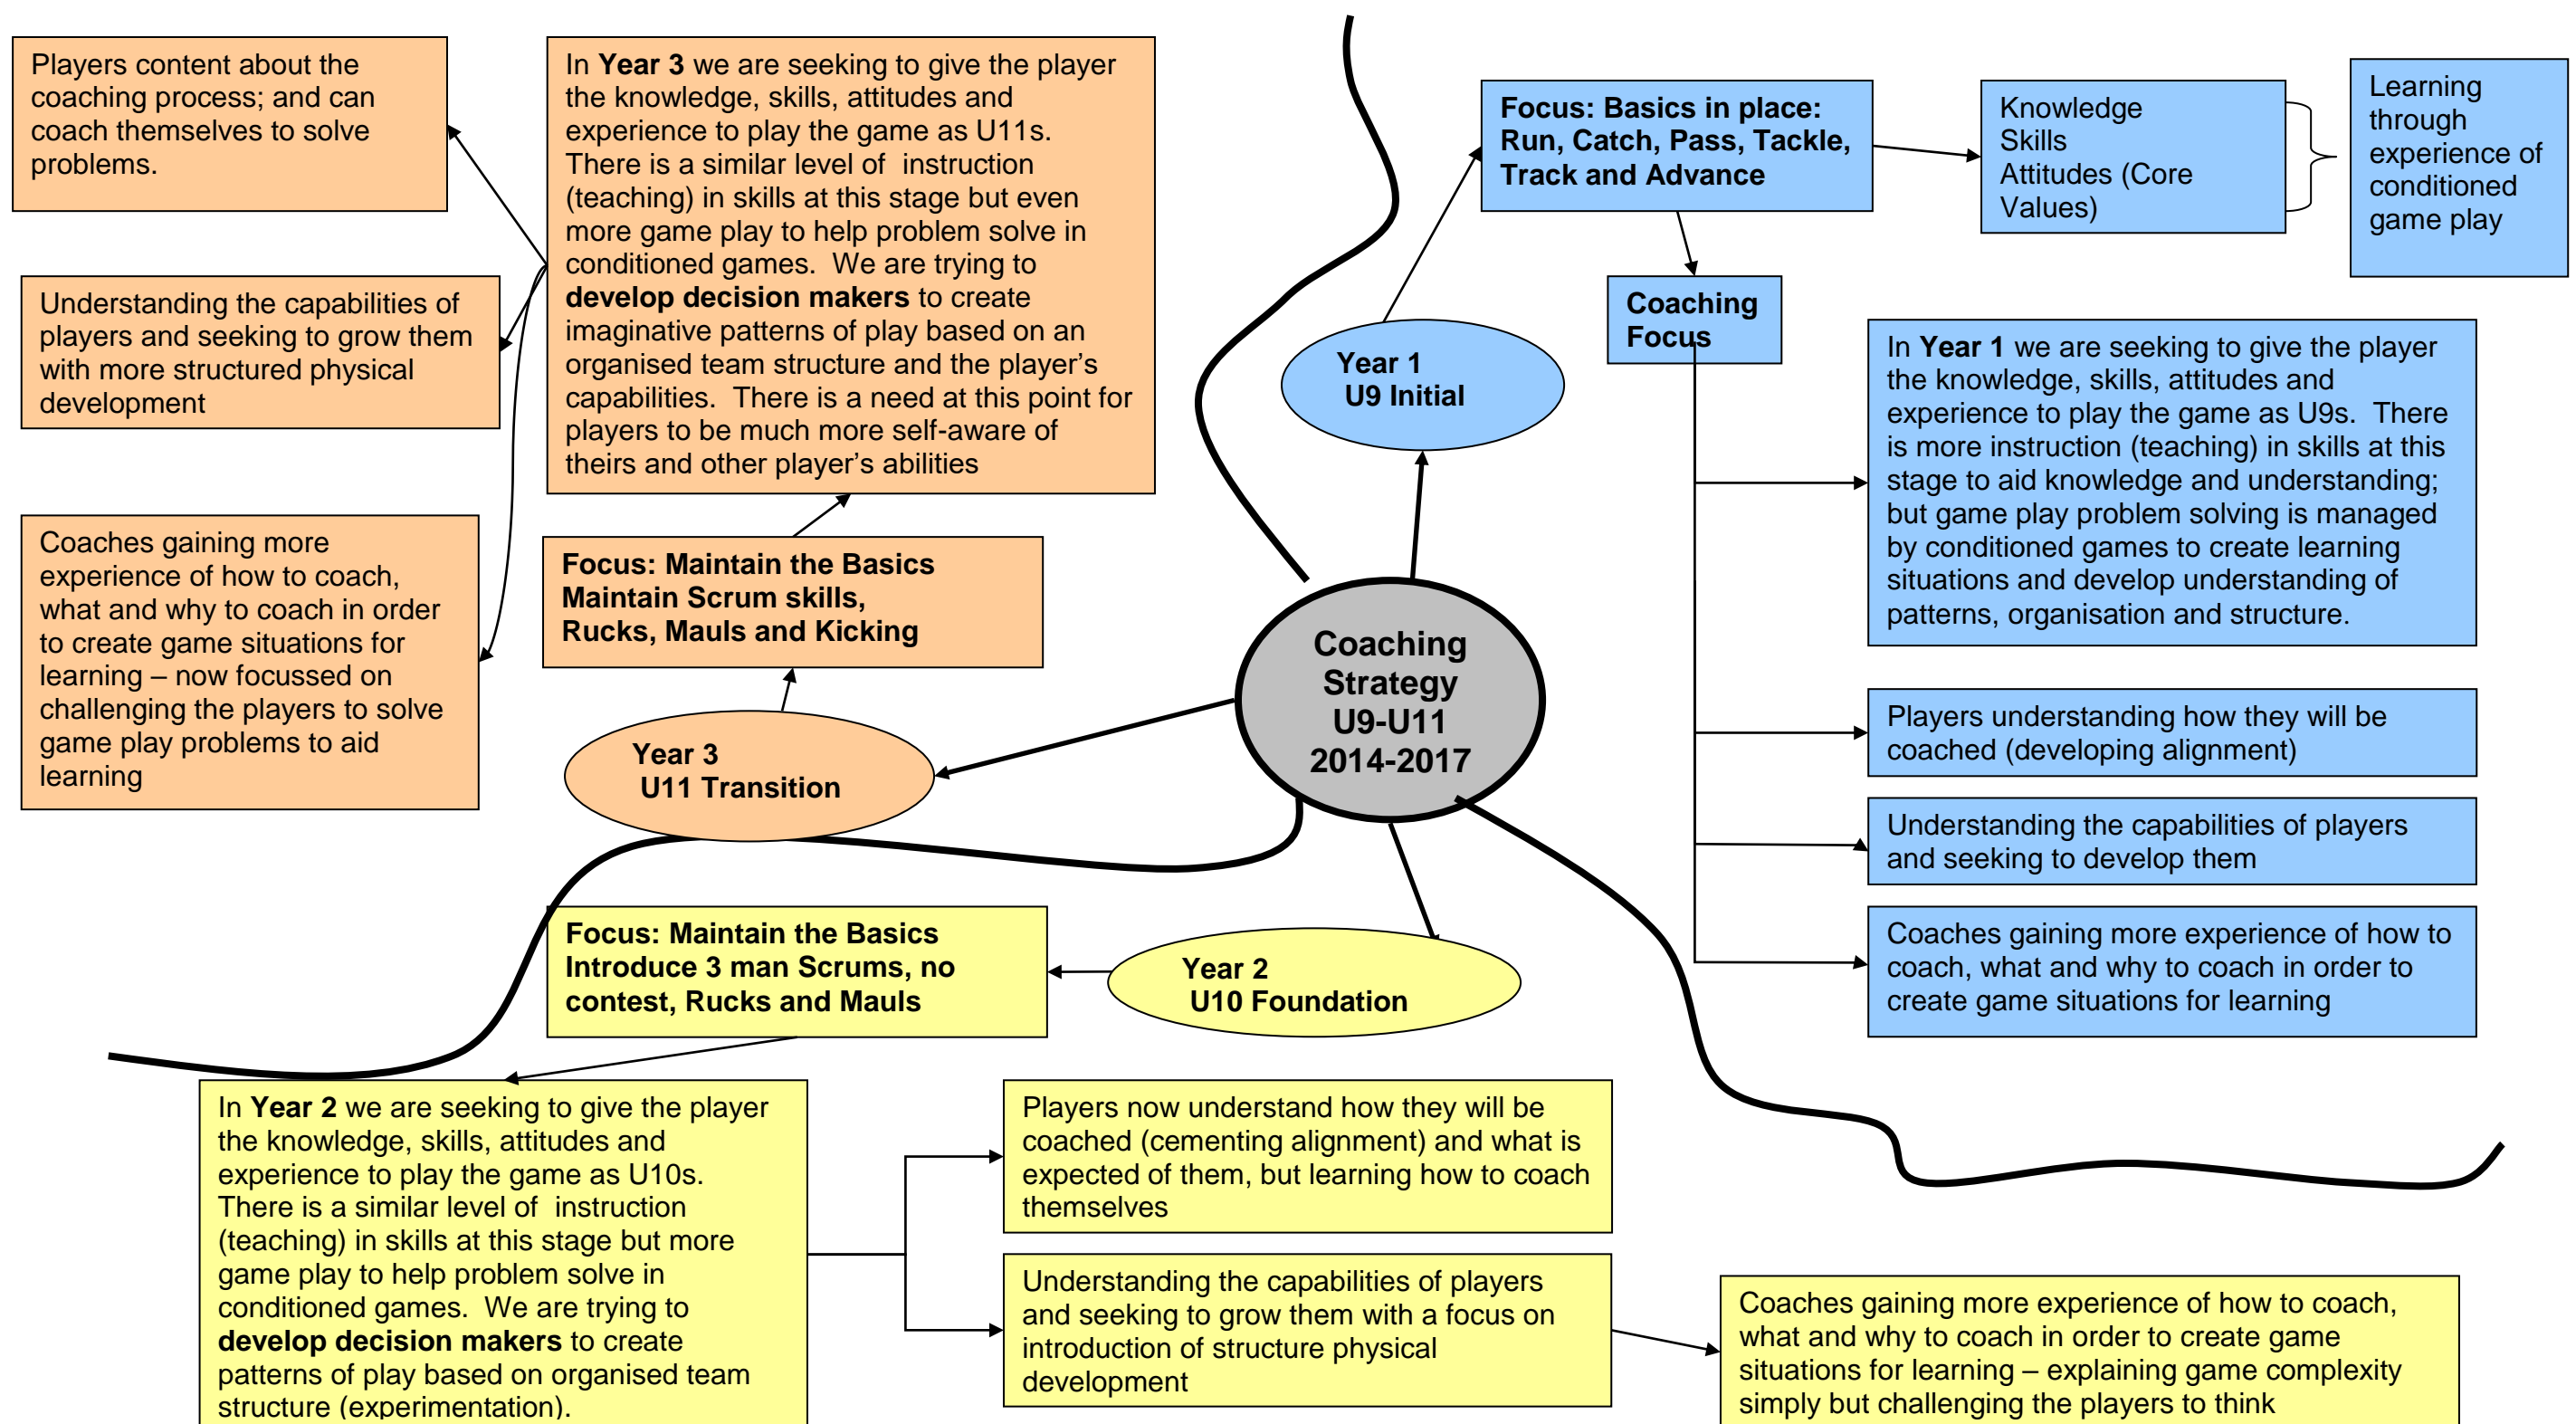 Players content about the
coaching process; and can
coach themselves to solve
problems.
Understanding the capabilities of
players and seeking to grow them
with more structured physical
development
Coaches gaining more
experience of how to coach,
what and why to coach in order
to create game situations for
learning – now focussed on
challenging the players to solve
game play problems to aid
learning
In Year 3 we are seeking to give the player
the knowledge, skills, attitudes and
experience to play the game as U11s.
There is a similar level of  instruction
(teaching) in skills at this stage but even
more game play to help problem solve in
conditioned games.  We are trying to
develop decision makers to create
imaginative patterns of play based on an
organised team structure and the player’s
capabilities.  There is a need at this point for
players to be much more self-aware of
theirs and other player’s abilities
Focus: Maintain the Basics
Maintain Scrum skills,
Rucks, Mauls and Kicking
Year 3
U11 Transition
Focus: Basics in place:
Run, Catch, Pass, Tackle,
Track and Advance
Knowledge
Skills
Attitudes (Core
Values)
Learning
through
experience of
conditioned
game play
Coaching
Focus
Year 1
U9 Initial
In Year 1 we are seeking to give the player
the knowledge, skills, attitudes and
experience to play the game as U9s.  There
is more instruction (teaching) in skills at this
stage to aid knowledge and understanding;
but game play problem solving is managed
by conditioned games to create learning
situations and develop understanding of
patterns, organisation and structure.
Players understanding how they will be
coached (developing alignment)
Understanding the capabilities of players
and seeking to develop them
Coaches gaining more experience of how to
coach, what and why to coach in order to
create game situations for learning
Coaching
Strategy
U9-U11
2014-2017
Focus: Maintain the Basics
Introduce 3 man Scrums, no
contest, Rucks and Mauls
Year 2
U10 Foundation
In Year 2 we are seeking to give the player
the knowledge, skills, attitudes and
experience to play the game as U10s.
There is a similar level of  instruction
(teaching) in skills at this stage but more
game play to help problem solve in
conditioned games.  We are trying to
develop decision makers to create
patterns of play based on organised team
structure (experimentation).
Players now understand how they will be
coached (cementing alignment) and what is
expected of them, but learning how to coach
themselves
Understanding the capabilities of players
and seeking to grow them with a focus on
introduction of structure physical
development
Coaches gaining more experience of how to coach,
what and why to coach in order to create game
situations for learning – explaining game complexity
simply but challenging the players to think